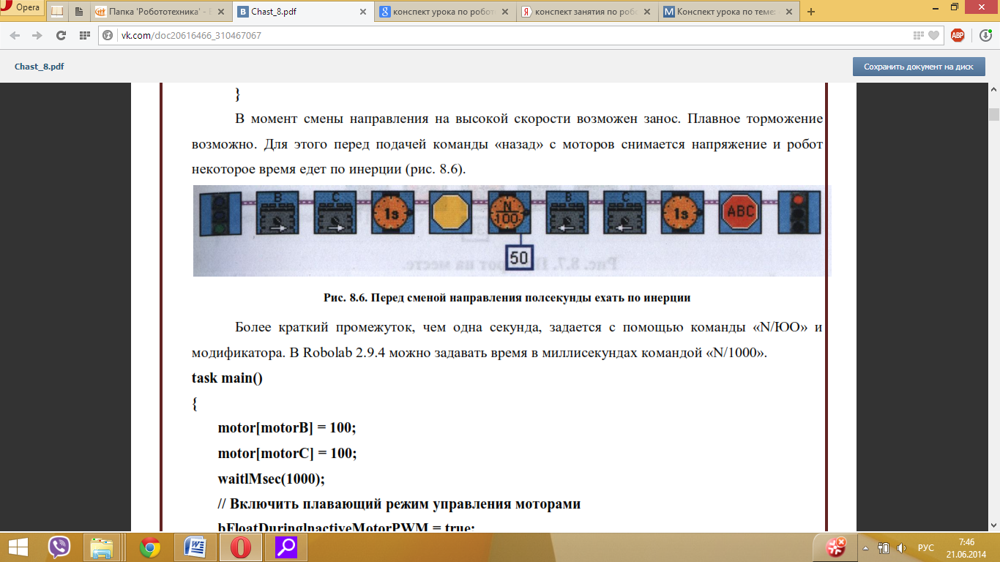 Opera
Папка 'Робототехника' -
Chast_8.pdf
конспект урока по робот
конспект занятия по роб
Конспект урока по теме:
vk.com/doc20616466_310467067
ABP
Chast_8.pdf
Сохранить документ на диск
}
В момент смены направления на высокой скорости возможен занос. Плавное торможение
возможно. Для этого перед подачей команды «назад» с моторов снимается напряжение и робот
некоторое время едет по инерции (рис. 8.6).
B C 1s N/100 B C 1s ABC
50
Рис. 8.6. Перед сменой направления полсекунды ехать по инерции
Более краткий промежуток, чем одна секунда, задается с помощью команды «N/ЮО» и
модификатора. В Robolab 2.9.4 можно задавать время в миллисекундах командой «N/1000».
task main()
{
motor[motorB] = 100;
motor[motorC] = 100;
waitlMsec(1000);
// Включить плавающий режим управления моторами
bFloatDuringlnactiveMotorPWM = true;
РУС
7:46
21.06.2014